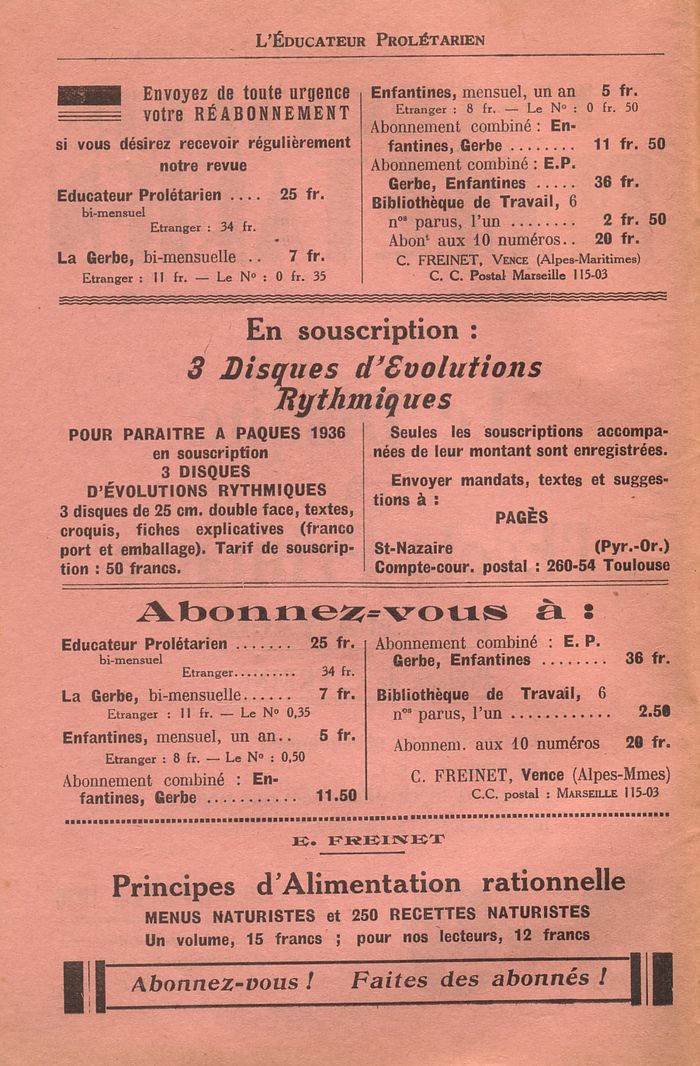 L'ÉDUCATEUR PROLÉTARIEN
Envoyez de toute urgence
votre RÉABONNEMENT
si vous désirez recevoir régulièrement
notre revue
Educateur Prolétarien .... 25 fr.
bi-mensuel
Etranger : 34 fr.
La Gerbe, bi-mensuelle .. 7 fr.
Etranger : 11 fr. — Le No : 0 fr. 35
Enfantines, mensuel, un an 5 fr.
Etranger : 8 fr. — Le No : 0 fr. 50
Abonnement combiné : En-
fantines, Gerbe ........ 11 fr. 50
Abonnement combiné : E.P.
Gerbe, Enfantines ..... 36 fr.
Bibliothèque de Travail, 6
nos parus, l'un ........ 2 fr. 50
Abont aux 10 numéros.. 20 fr.
C. FREINET, VENCE (Alpes-Maritimes)
C. C. Postal Marseille 115-03
En souscription :
3 Disques d'Evolutions
Rythmiques
POUR PARAITRE A PAQUES 1936
en souscription
3 DISQUES
D'ÉVOLUTIONS RYTHMIQUES
3 disques de 25 cm. double face, textes,
croquis, fiches explicatives (franco
port et emballage). Tarif de souscrip-
tion : 50 francs.
Seules les souscriptions accompa-
nées de leur montant sont enregistrées.
Envoyer mandats, textes et sugges-
tions à :
PAGÈS
St-Nazaire (Pyr.-Or.)
Compte-cour. postal : 260-54 Toulouse
Abonnez-vous à :
Educateur Prolétarien ....... 25 fr.
bi-mensuel
Etranger.......... 34 fr.
La Gerbe, bi-mensuelle...... 7 fr.
Etranger : 11 fr. — Le No 0,35
Enfantines, mensuel, un an.. 5 fr.
Etranger : 8 fr. — Le No : 0,50
Abonnement combiné : En-
fantines, Gerbe ........... 11.50
Abonnement combiné : E. P.
Gerbe, Enfantines ........ 36 fr.
Bibliothèque de Travail, 6
nos parus, l'un ............ 2.50
Abonnem. aux 10 numéros 20 fr.
C. FREINET, Vence (Alpes-Mmes)
C.C. postal : MARSEILLE 115-03
E. FREINET
Principes d'Alimentation rationnelle
MENUS NATURISTES et 250 RECETTES NATURISTES
Un volume, 15 francs ; pour nos lecteurs, 12 francs
Abonnez-vous ! Faites des abonnés !